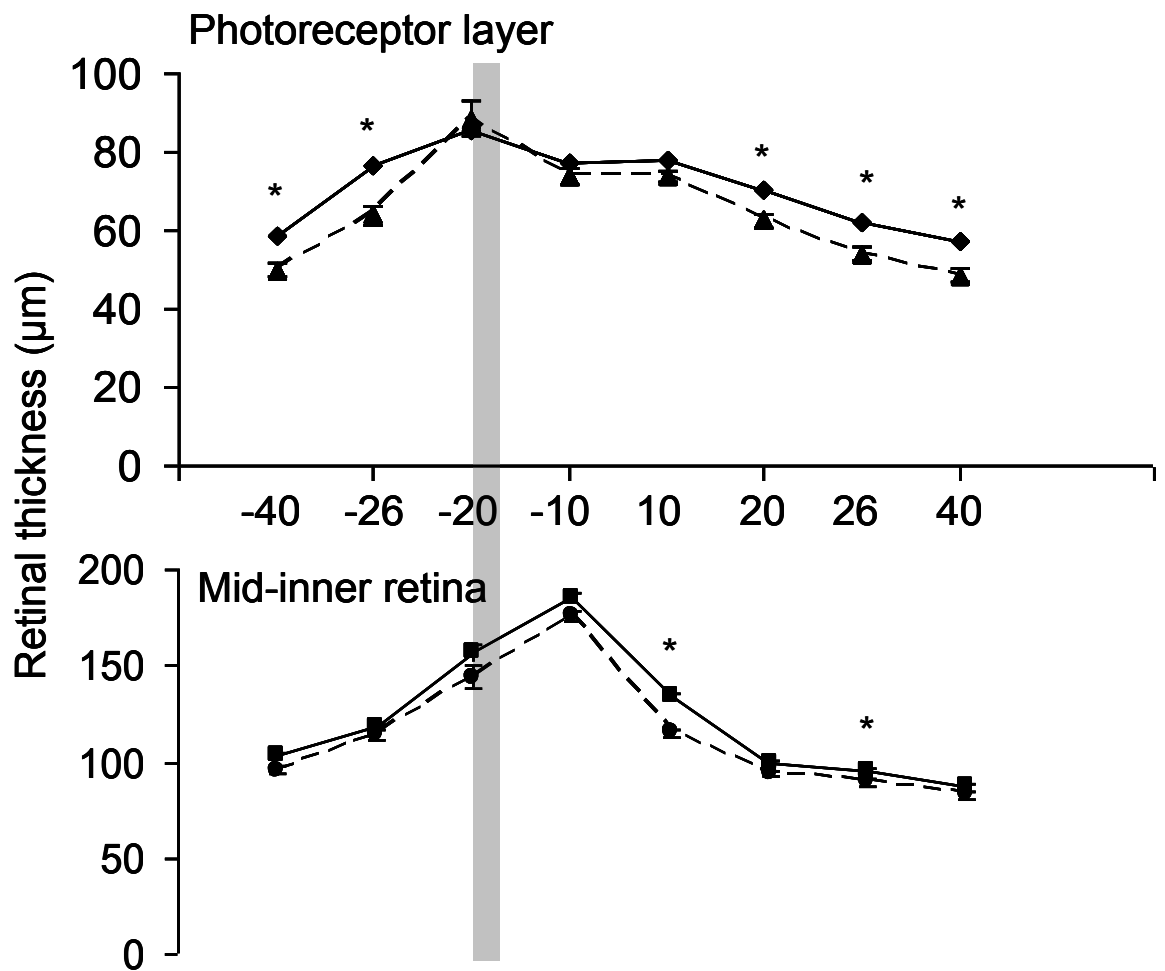 Photoreceptor layer
Retinal thickness (μm)
100
80
60
40
20
0
* * * * *
-40 -26 -20 -10 10 20 26 40
Mid-inner retina
200
150
100
50
0
* *